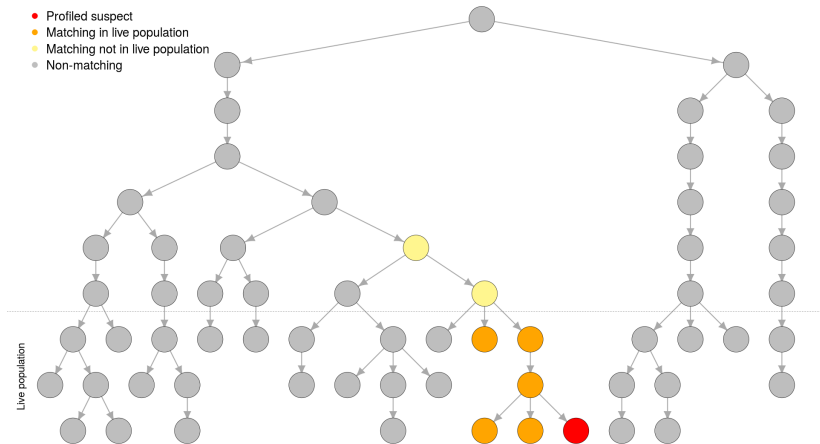 Profiled suspect
Matching in live population
Matching not in live population
Non-matching
Live population